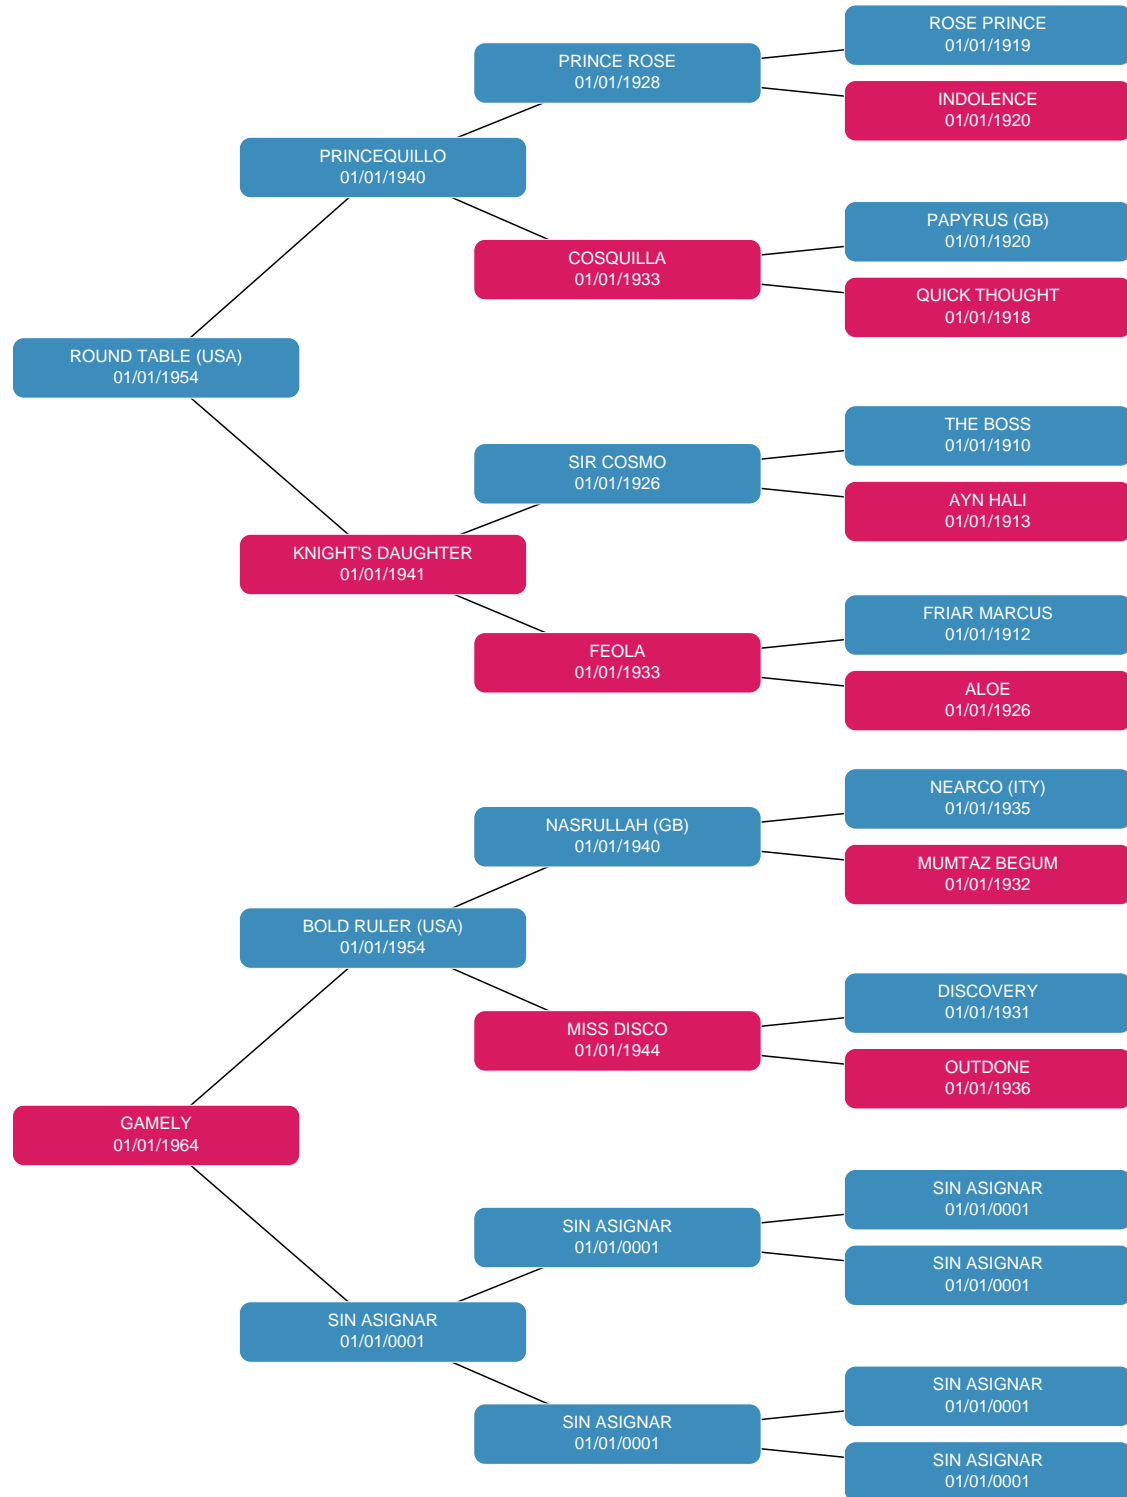 ROSE PRINCE
01/01/1919
PRINCE ROSE
01/01/1928
INDOLENCE
01/01/1920
PRINCEQUILLO
01/01/1940
PAPYRUS (GB)
01/01/1920
COSQUILLA
01/01/1933
QUICK THOUGHT
01/01/1918
ROUND TABLE (USA)
01/01/1954
THE BOSS
01/01/1910
SIR COSMO
01/01/1926
AYN HALI
01/01/1913
KNIGHT'S DAUGHTER
01/01/1941
FRIAR MARCUS
01/01/1912
FEOLA
01/01/1933
ALOE
01/01/1926
NEARCO (ITY)
01/01/1935
NASRULLAH (GB)
01/01/1940
MUMTAZ BEGUM
01/01/1932
BOLD RULER (USA)
01/01/1954
DISCOVERY
01/01/1931
MISS DISCO
01/01/1944
OUTDONE
01/01/1936
GAMELY
01/01/1964
SIN ASIGNAR
01/01/0001
SIN ASIGNAR
01/01/0001
SIN ASIGNAR
01/01/0001
SIN ASIGNAR
01/01/0001
SIN ASIGNAR
01/01/0001
SIN ASIGNAR
01/01/0001
SIN ASIGNAR
01/01/0001